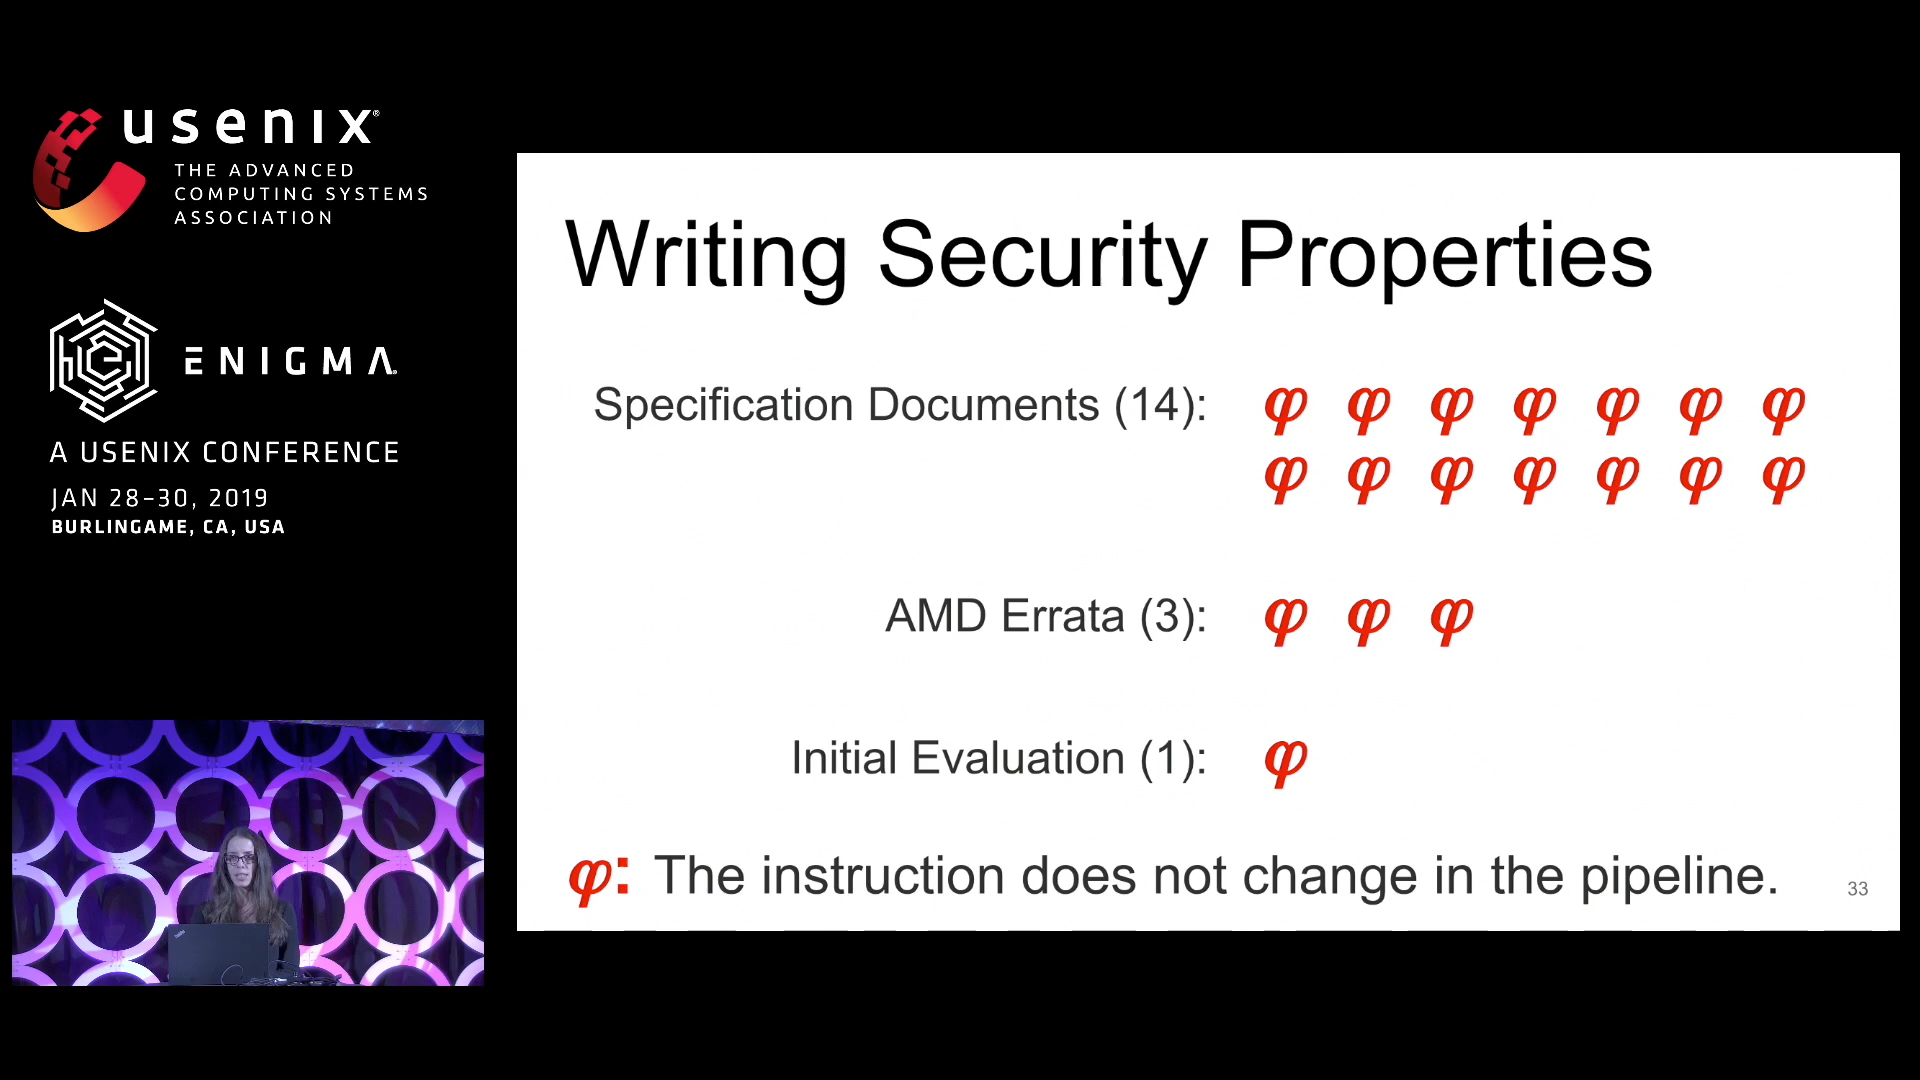 usenix®
THE ADVANCED
COMPUTING SYSTEMS
ASSOCIATION
ENIGMA
A USENIX CONFERENCE
JAN 28–30, 2019
BURLINGAME, CA, USA
Writing Security Properties
Specification Documents (14): φ φ φ φ φ φ φ
φ φ φ φ φ φ φ
AMD Errata (3): φ φ φ
Initial Evaluation (1): φ
φ: The instruction does not change in the pipeline.
33